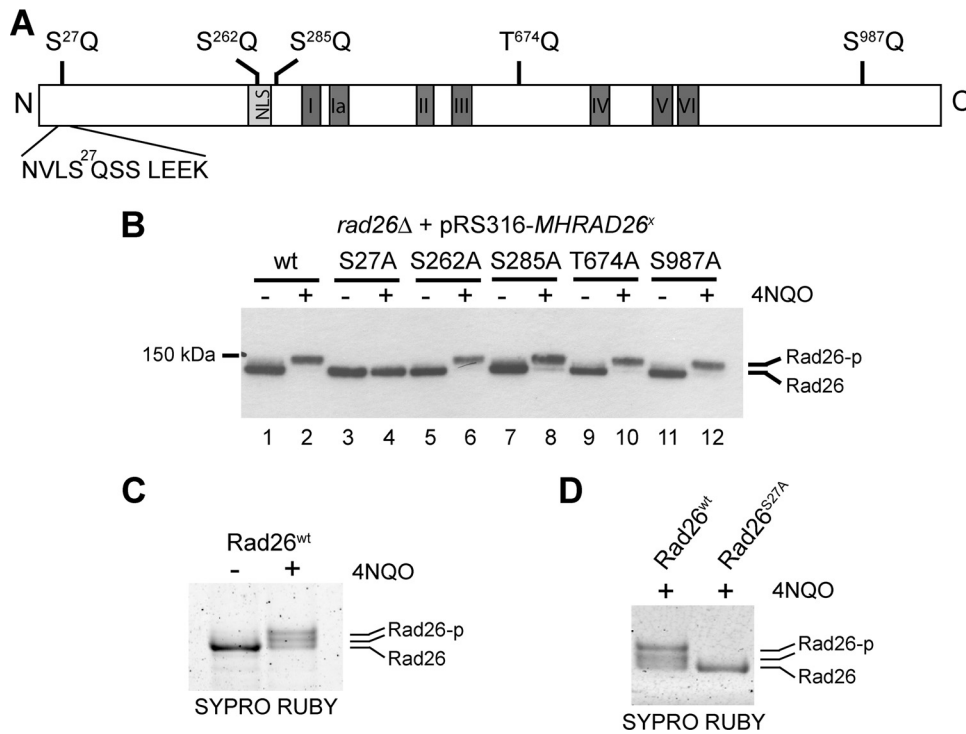 A
S²⁷Q S²⁶²Q S²⁸⁵Q T⁶⁷⁴Q S⁹⁸⁷Q
N NLS I Ia II III IV V VI C
NVLS²⁷QSS LEEK
B
rad26Δ + pRS316-MHRAD26ˣ
wt S27A S262A S285A T674A S987A
- + - + - + - + - + - + 4NQO
150 kDa
Rad26-p
Rad26
1 2 3 4 5 6 7 8 9 10 11 12
C
Rad26ʷᵗ
- + 4NQO
Rad26-p
Rad26
SYPRO RUBY
D
Rad26ʷᵗ Rad26ˢ²⁷ᴬ
+ + 4NQO
Rad26-p
Rad26
SYPRO RUBY